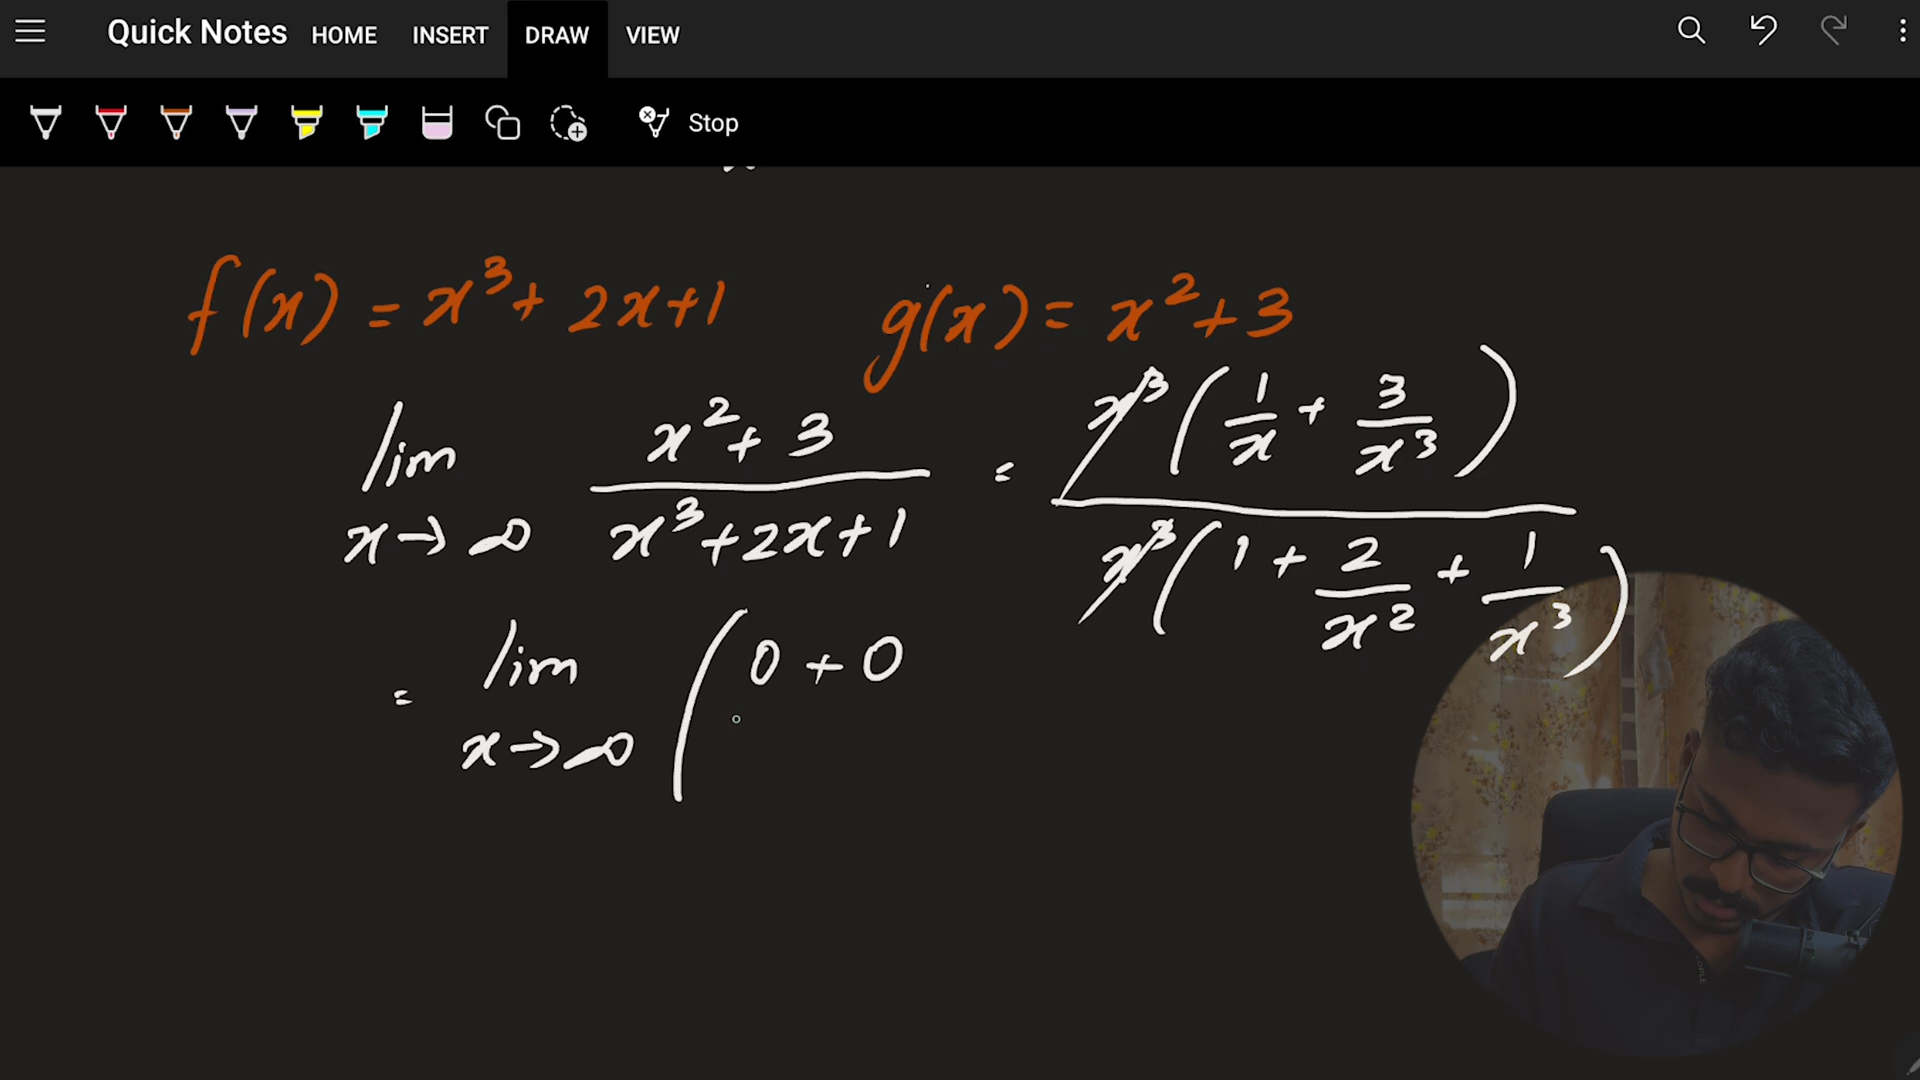 Quick Notes HOME INSERT DRAW VIEW
Stop
f(x) = x³ + 2x + 1 g(x) = x² + 3
lim x→∞ (x² + 3)/(x³ + 2x + 1) = x³(1/x + 3/x³) / x³(1 + 2/x² + 1/x³)
= lim x→∞ ( 0 + 0